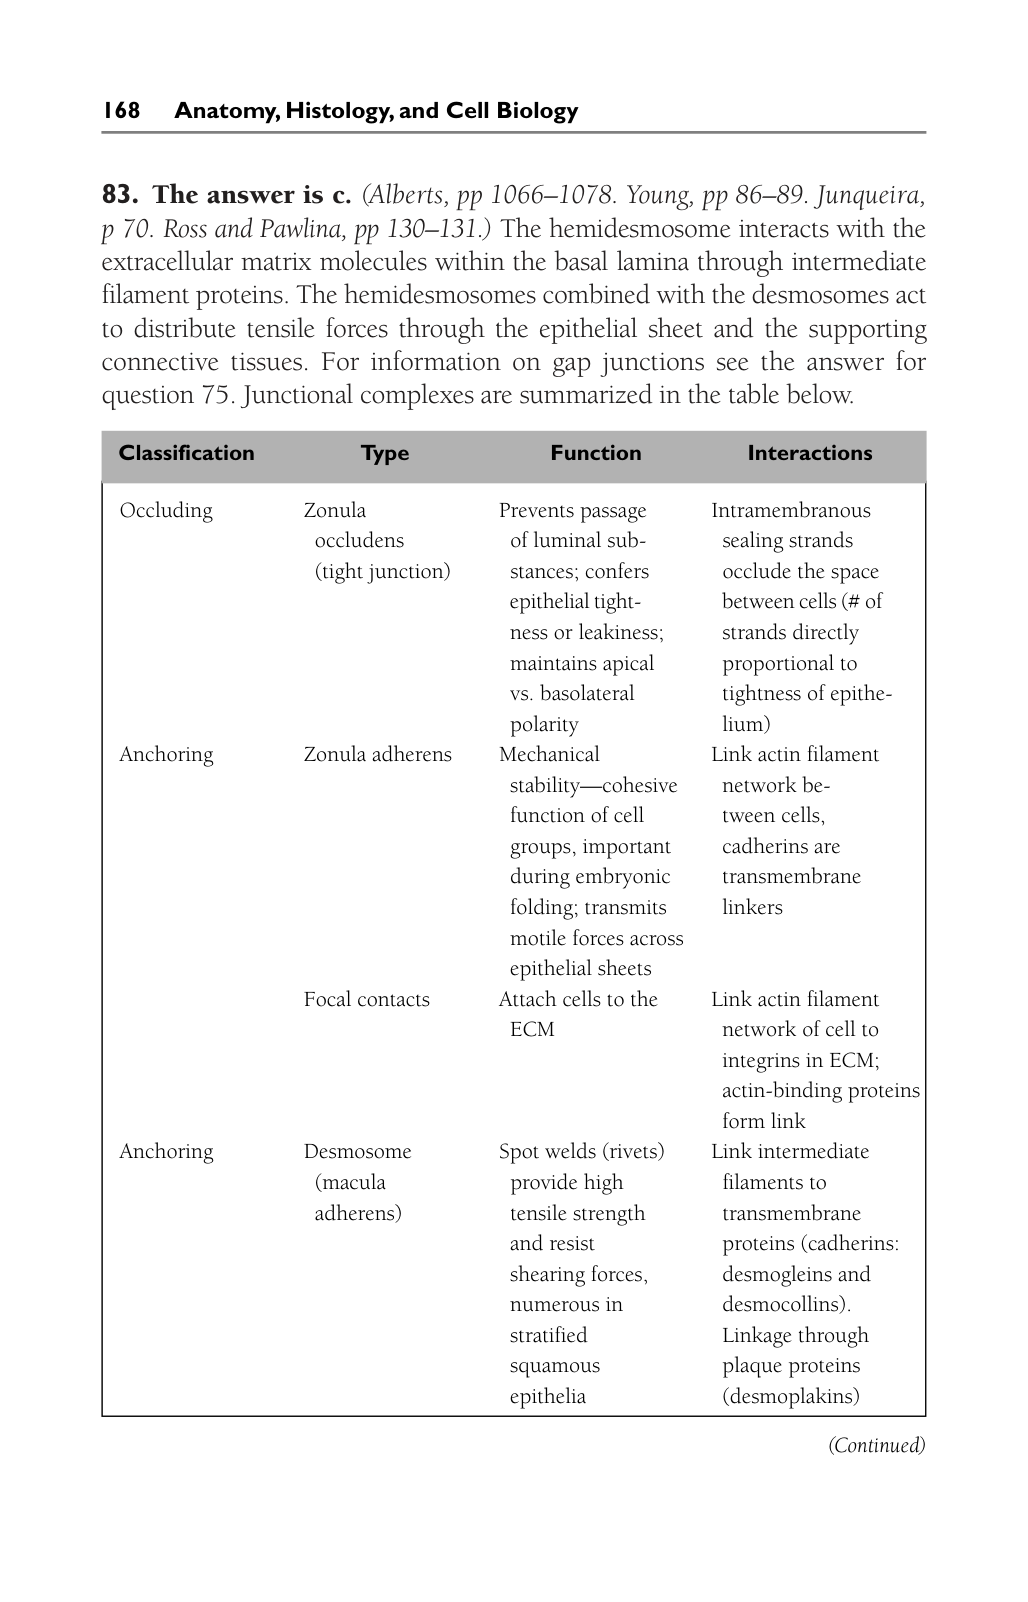 168 Anatomy, Histology, and Cell Biology
83. The answer is c. (Alberts, pp 1066–1078. Young, pp 86–89. Junqueira,
p 70. Ross and Pawlina, pp 130–131.) The hemidesmosome interacts with the
extracellular matrix molecules within the basal lamina through intermediate
filament proteins. The hemidesmosomes combined with the desmosomes act
to distribute tensile forces through the epithelial sheet and the supporting
connective tissues. For information on gap junctions see the answer for
question 75. Junctional complexes are summarized in the table below.
Classification Type Function Interactions
Occluding Zonula Prevents passage Intramembranous
occludens of luminal sub- sealing strands
(tight junction) stances; confers occlude the space
epithelial tight- between cells (# of
ness or leakiness; strands directly
maintains apical proportional to
vs. basolateral tightness of epithe-
polarity lium)
Anchoring Zonula adherens Mechanical Link actin filament
stability—cohesive network be-
function of cell tween cells,
groups, important cadherins are
during embryonic transmembrane
folding; transmits linkers
motile forces across
epithelial sheets
Focal contacts Attach cells to the Link actin filament
ECM network of cell to
integrins in ECM;
actin-binding proteins
form link
Anchoring Desmosome Spot welds (rivets) Link intermediate
(macula provide high filaments to
adherens) tensile strength transmembrane
and resist proteins (cadherins:
shearing forces, desmogleins and
numerous in desmocollins).
stratified Linkage through
squamous plaque proteins
epithelia (desmoplakins)
(Continued)